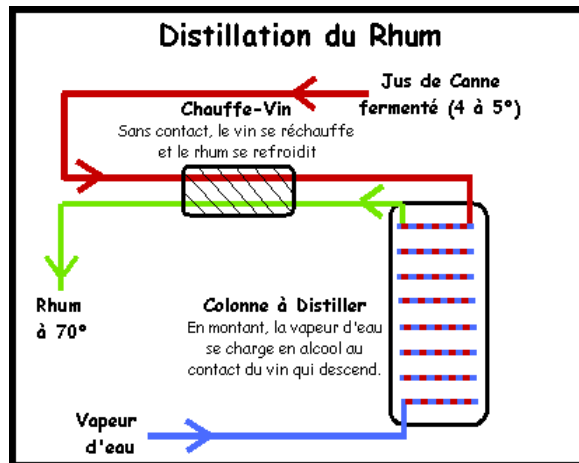 Distillation du Rhum
Jus de Canne
fermenté (4 à 5°)
Chauffe-Vin
Sans contact, le vin se réchauffe
et le rhum se refroidit
Rhum
à 70°
Colonne à Distiller
En montant, la vapeur d'eau
se charge en alcool au
contact du vin qui descend.
Vapeur
d'eau